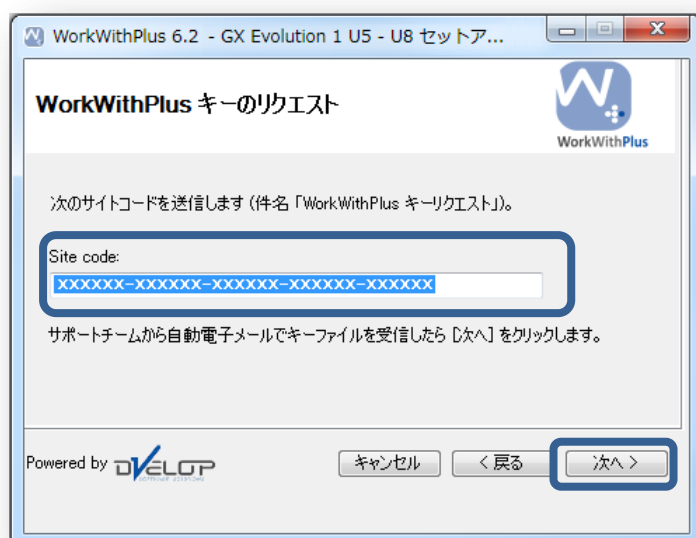 WorkWithPlus 6.2 - GX Evolution 1 U5 - U8 セットア...
WorkWithPlus キーのリクエスト
WorkWithPlus
次のサイトコードを送信します (件名 「WorkWithPlus キーリクエスト」)。
Site code:
XXXXXX-XXXXXX-XXXXXX-XXXXXX-XXXXXX
サポートチームから自動電子メールでキーファイルを受信したら [次へ] をクリックします。
Powered by DVELOP
キャンセル
< 戻る
次へ >